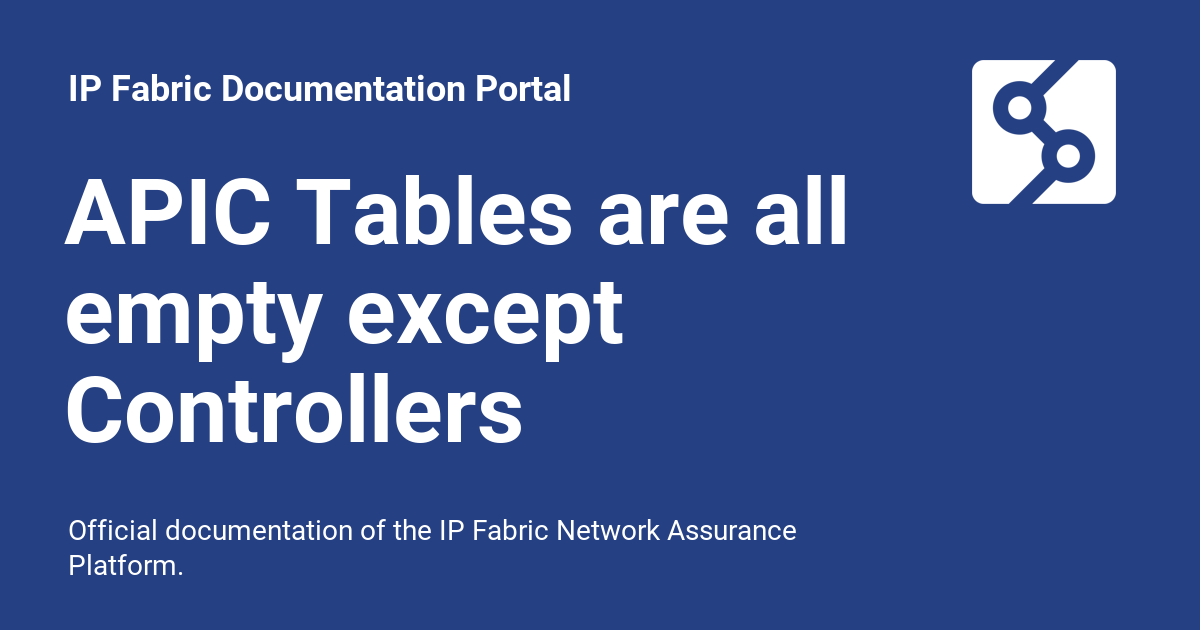 IP Fabric Documentation Portal
APIC Tables are all
empty except
Controllers
Official documentation of the IP Fabric Network Assurance
Platform.